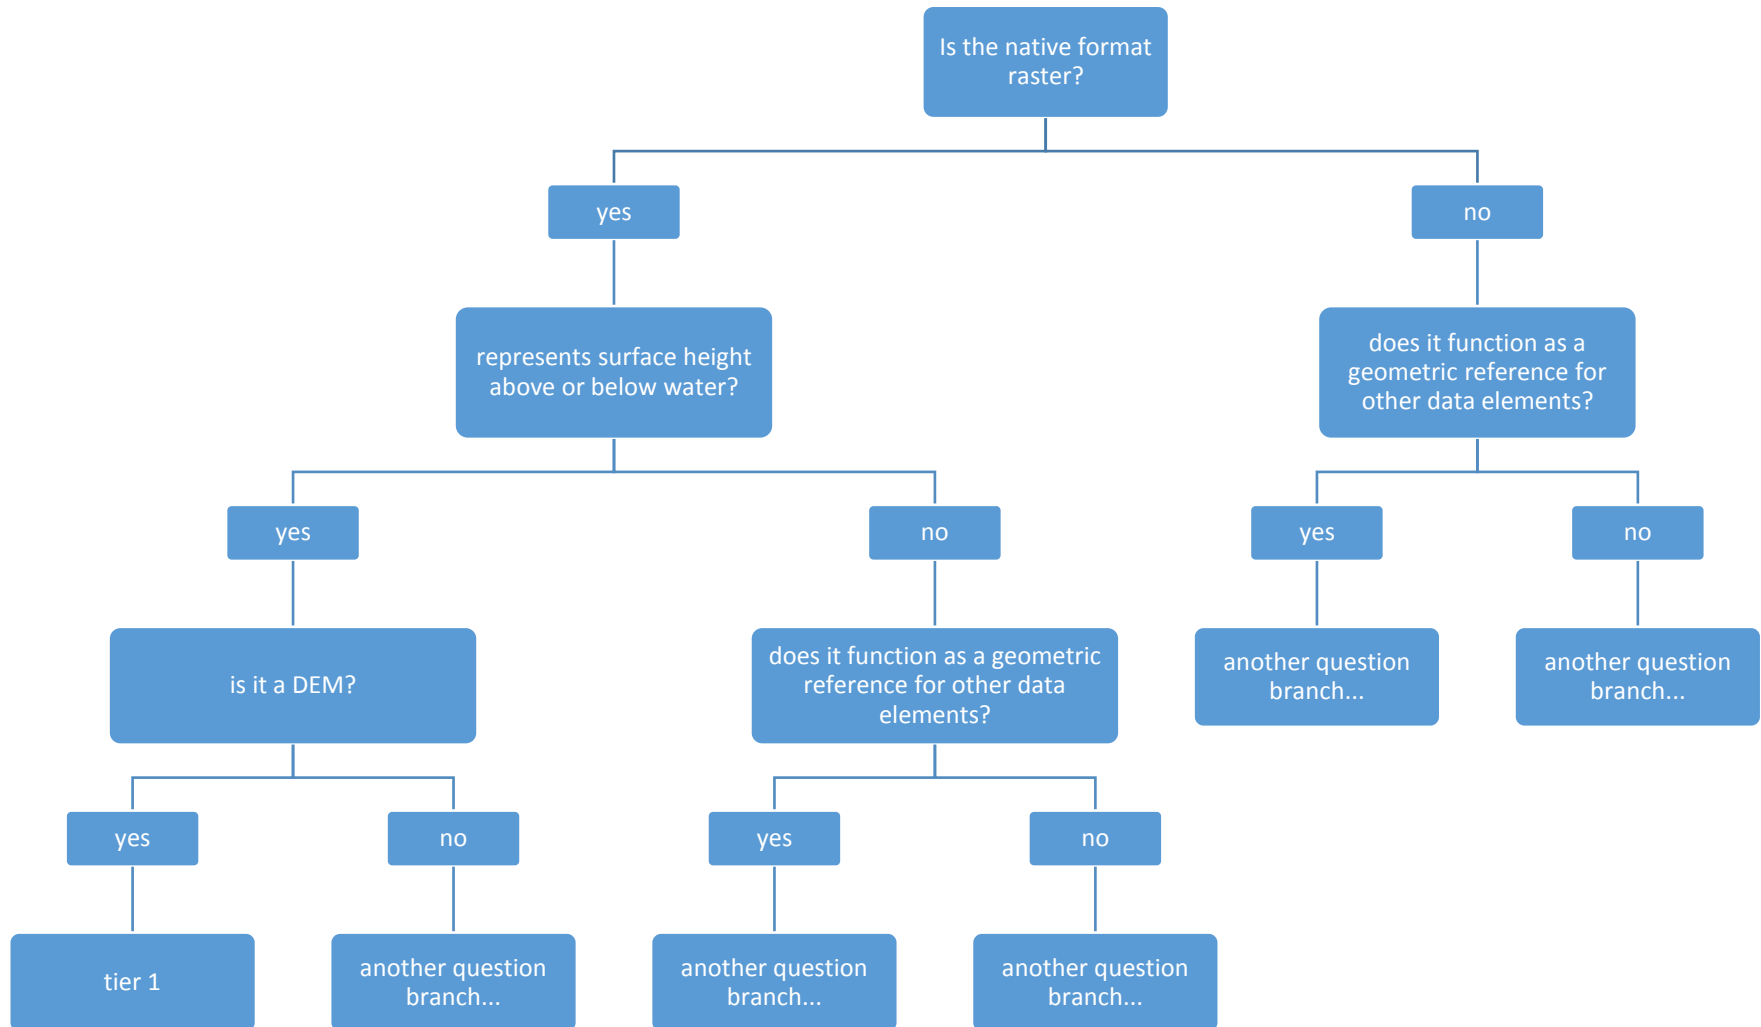 Is the native format
raster?
yes
no
represents surface height
above or below water?
does it function as a
geometric reference for
other data elements?
yes
no
yes
no
is it a DEM?
does it function as a geometric
reference for other data
elements?
another question
branch...
another question
branch...
yes
no
yes
no
tier 1
another question
branch...
another question
branch...
another question
branch...